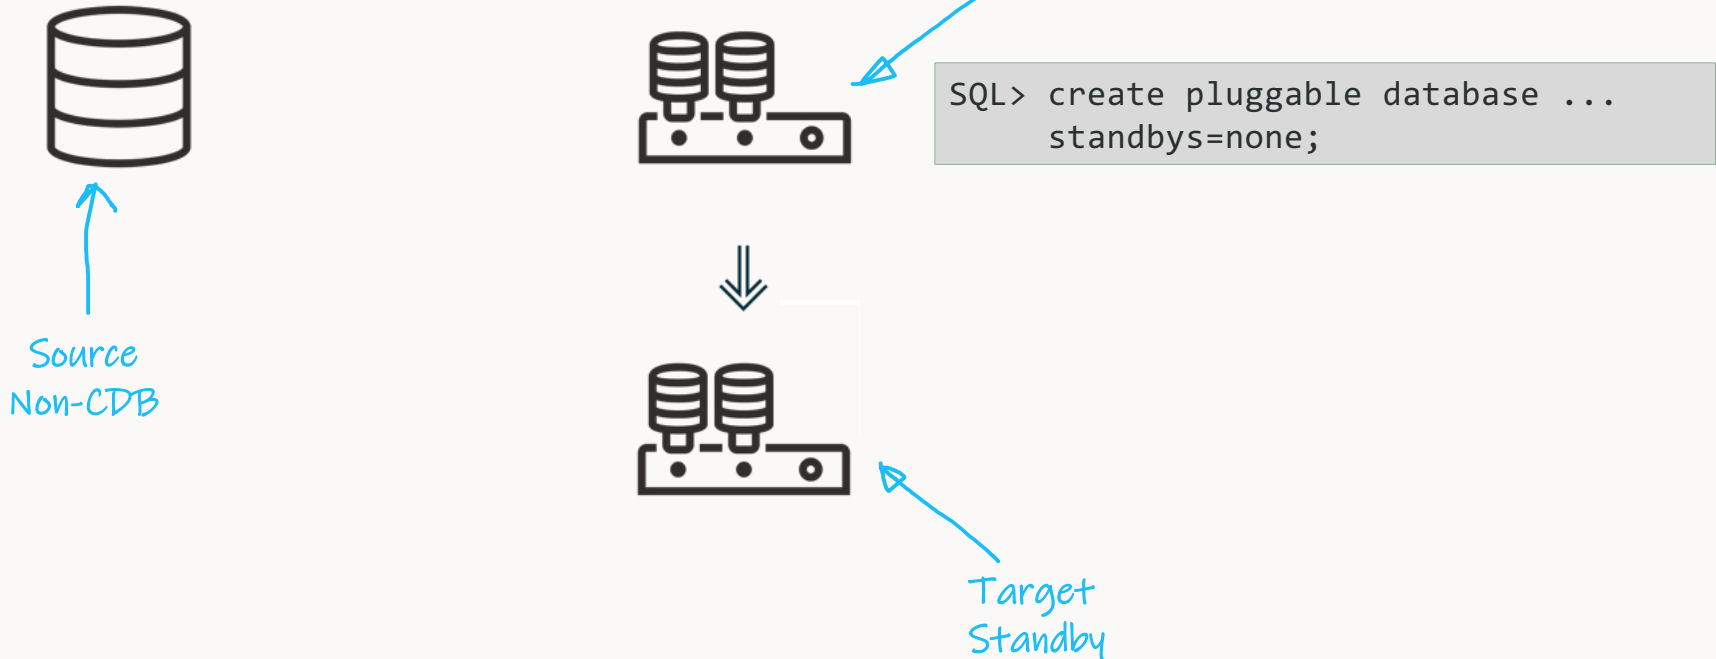 SQL> create pluggable database ...
standbys=none;
Source
Non-CDB
Target
Standby